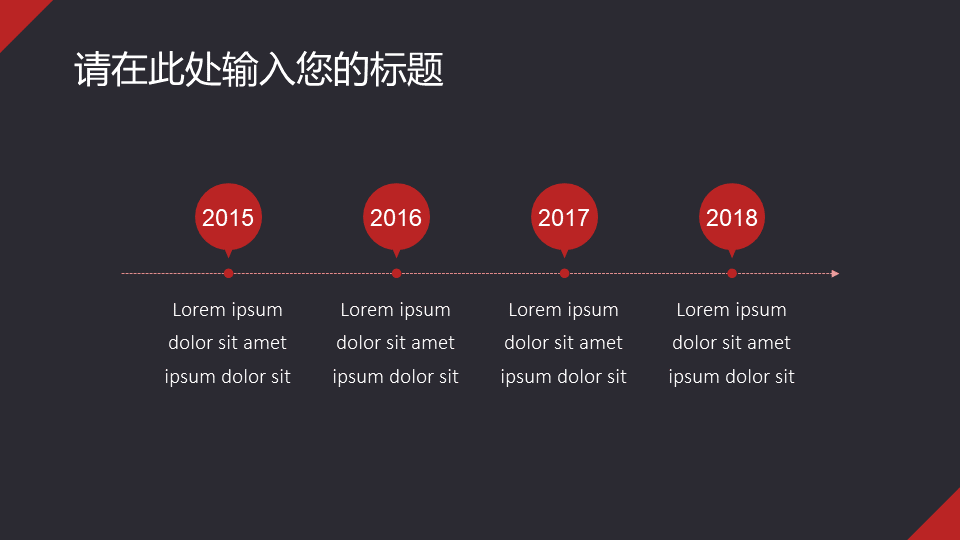 请在此处输入您的标题
2015 2016 2017 2018
Lorem ipsum Lorem ipsum Lorem ipsum Lorem ipsum
dolor sit amet dolor sit amet dolor sit amet dolor sit amet
ipsum dolor sit ipsum dolor sit ipsum dolor sit ipsum dolor sit